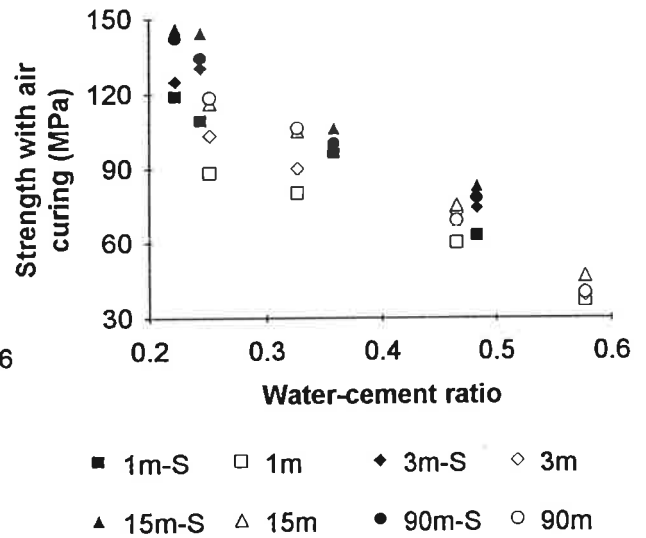 Strength with air
curing (MPa)
150
120
90
60
30
6
0.2 0.3 0.4 0.5 0.6
Water-cement ratio
1m-S 1m 3m-S 3m
15m-S 15m 90m-S 90m